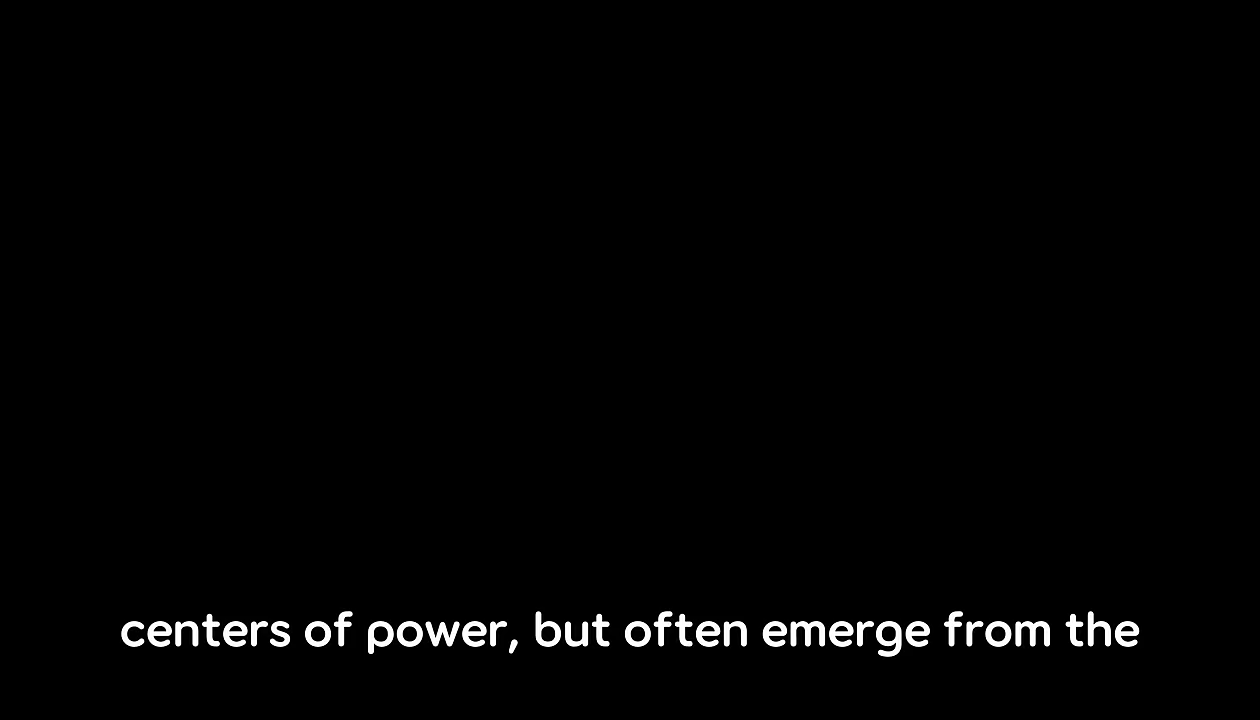 centers of power, but often emerge from the